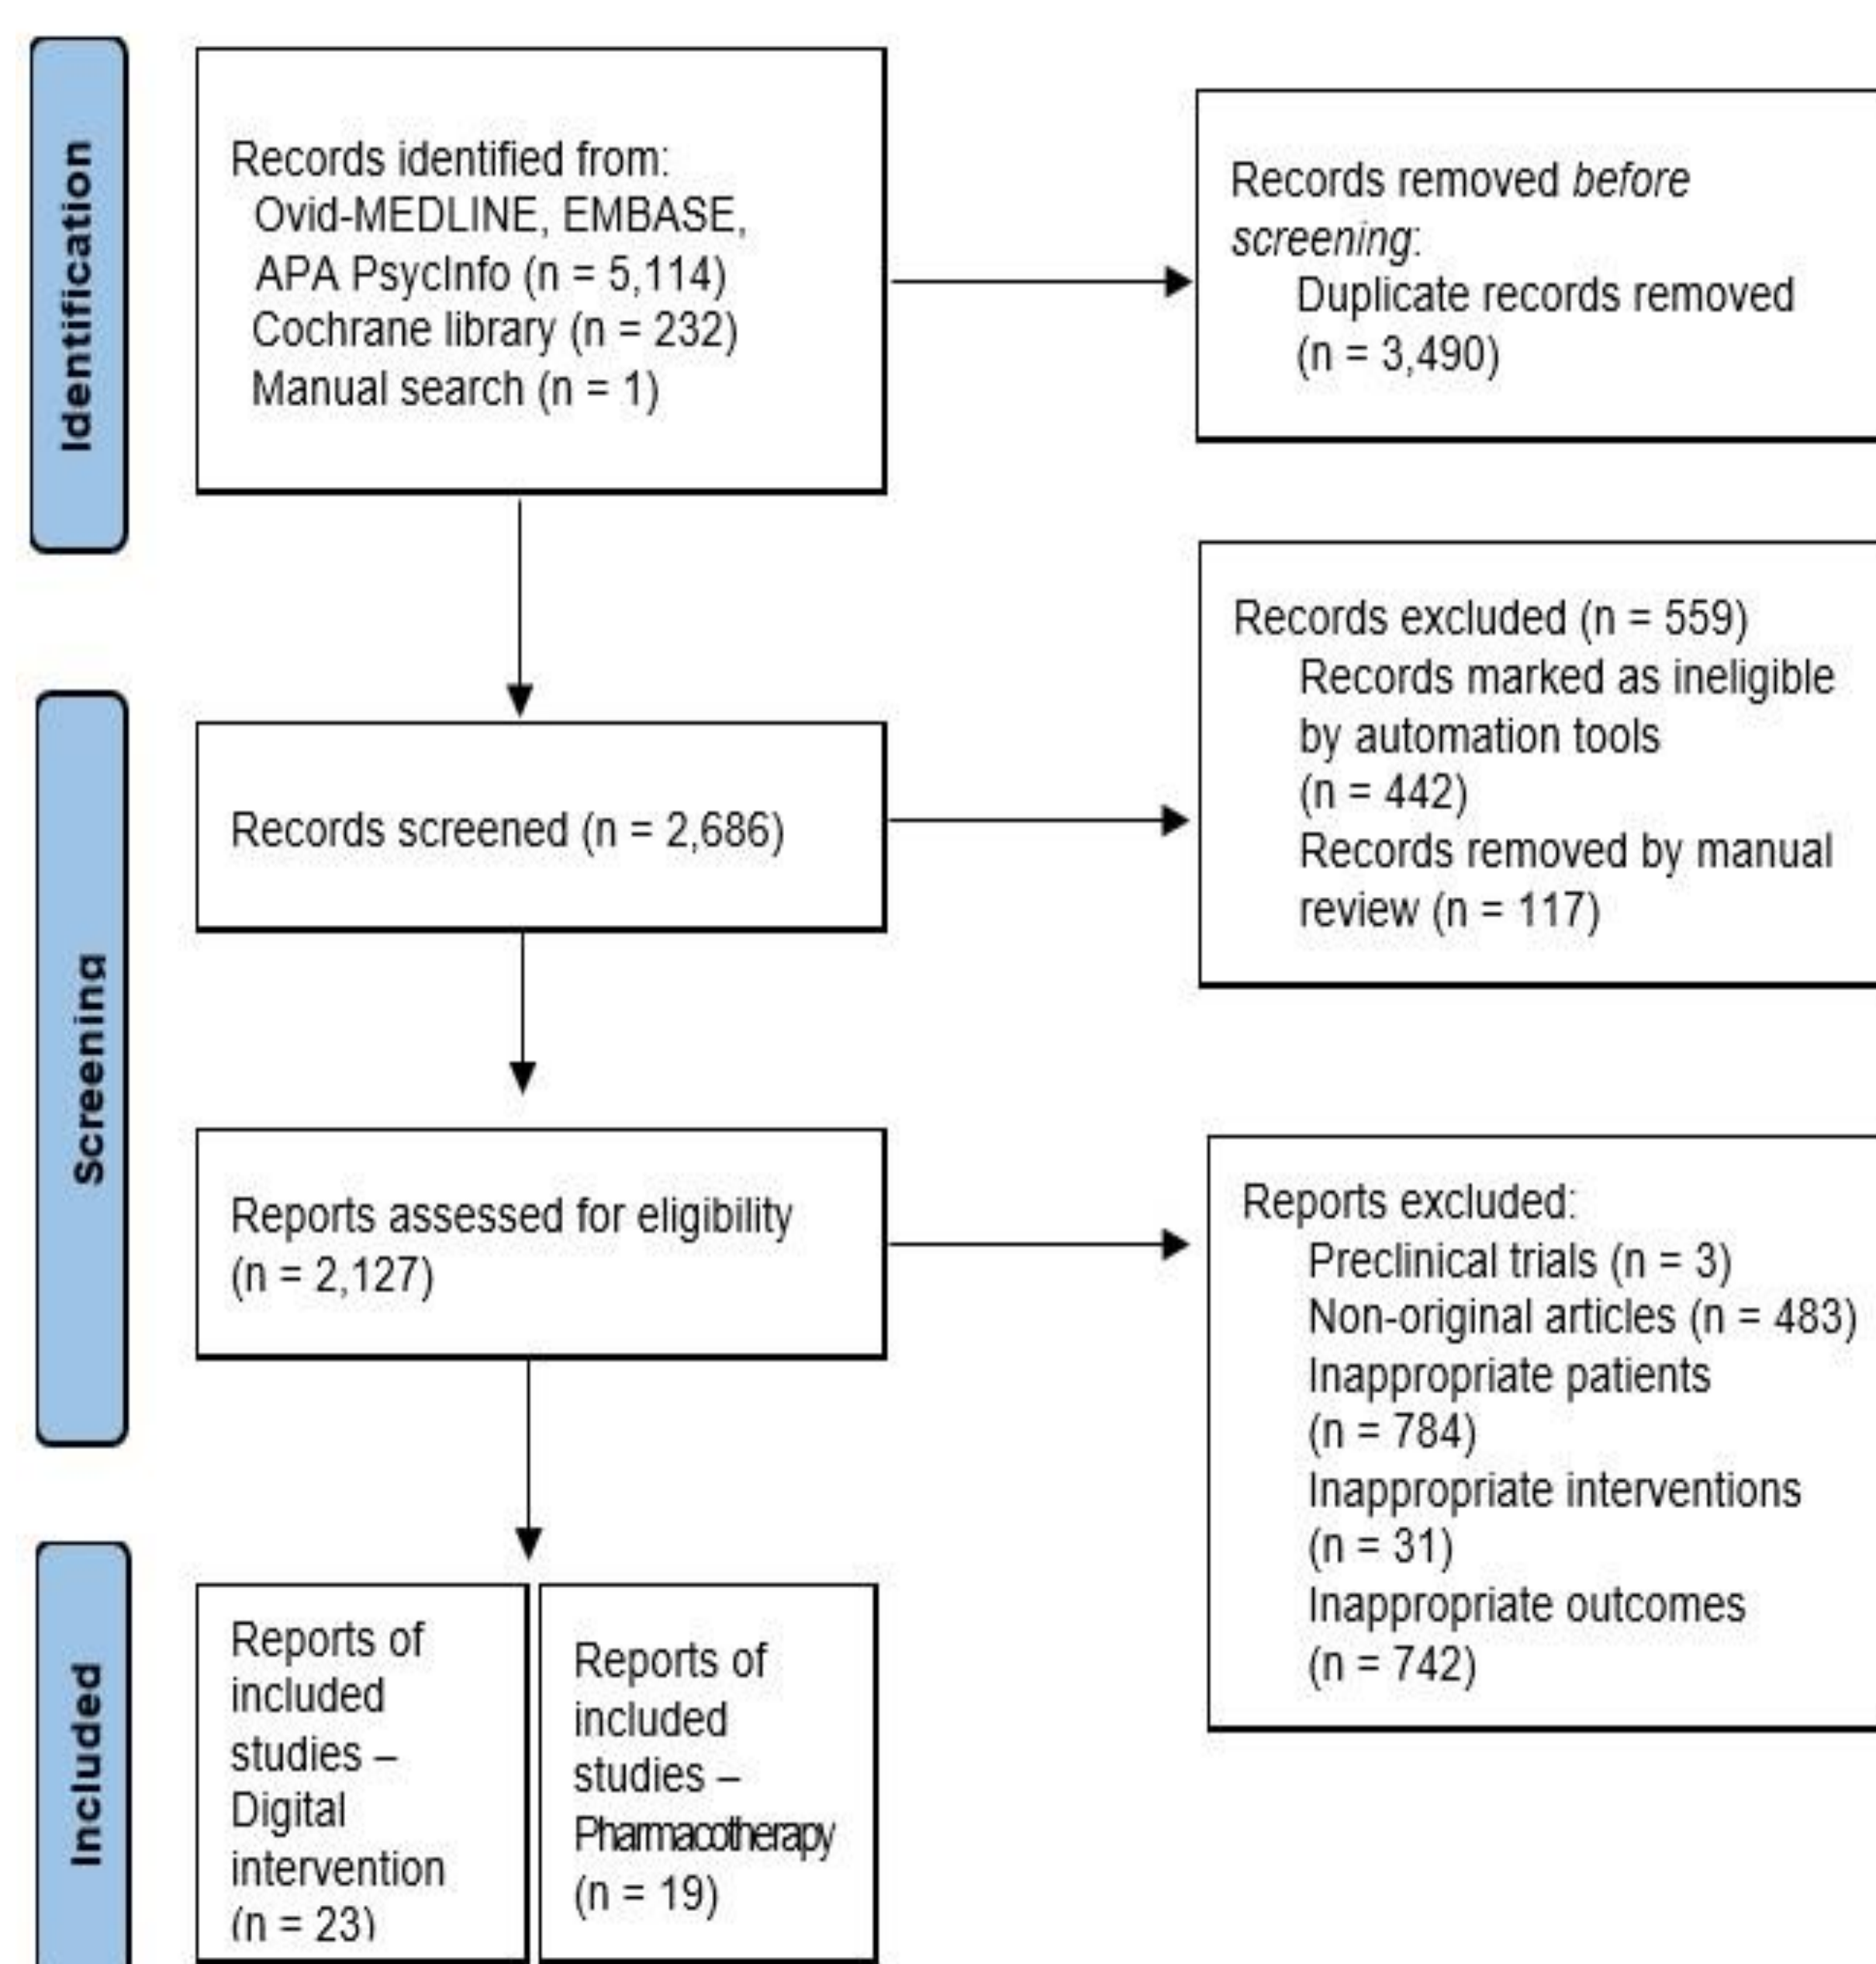 Identification
Records identified from:
Ovid-MEDLINE, EMBASE,
APA PsycInfo (n = 5,114)
Cochrane library (n = 232)
Manual search (n = 1)
Records removed before
screening:
Duplicate records removed
(n = 3,490)
Screening
Records screened (n = 2,686)
Records excluded (n = 559)
Records marked as ineligible
by automation tools
(n = 442)
Records removed by manual
review (n = 117)
Reports assessed for eligibility
(n = 2,127)
Reports excluded:
Preclinical trials (n = 3)
Non-original articles (n = 483)
Inappropriate patients
(n = 784)
Inappropriate interventions
(n = 31)
Inappropriate outcomes
(n = 742)
Included
Reports of
included
studies –
Digital
intervention
(n = 23)
Reports of
included
studies –
Pharmacotherapy
(n = 19)